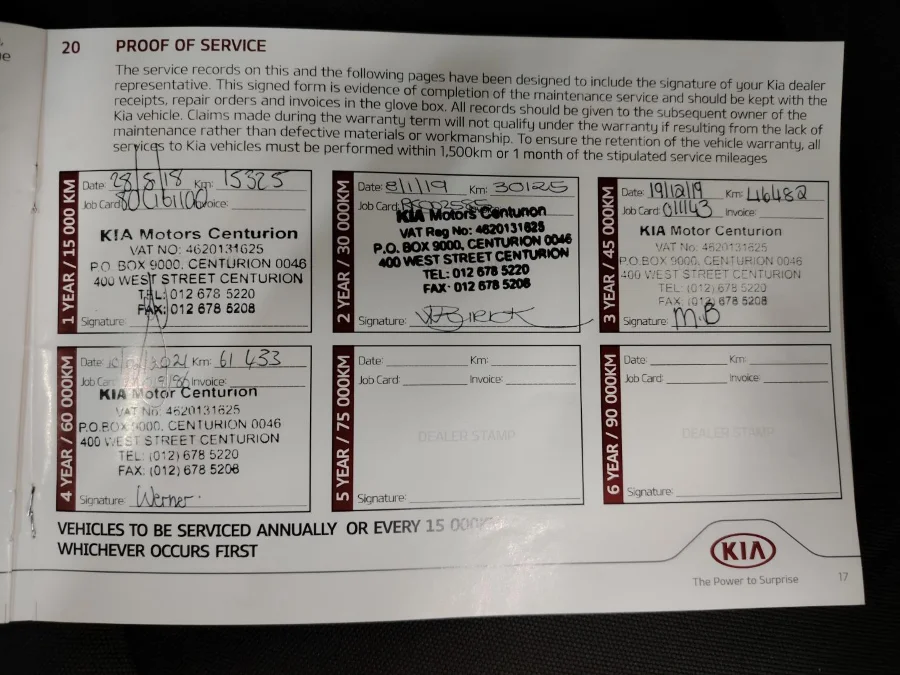 20 PROOF OF SERVICE
The service records on this and the following pages have been designed to include the signature of your Kia dealer
representative. This signed form is evidence of completion of the maintenance service and should be kept with the
receipts, repair orders and invoices in the glove box. All records should be given to the subsequent owner of the
Kia vehicle. Claims made during the warranty term will not qualify under the warranty if resulting from the lack of
maintenance rather than defective materials or workmanship. To ensure the retention of the vehicle warranty, all
services to Kia vehicles must be performed within 1,500km or 1 month of the stipulated service mileages
1 YEAR / 15 000 KM
Date: 28/8/18 Km: 15325
Job Card: Invoice:
KIA Motors Centurion
VAT NO: 4620131625
P.O. BOX 9000, CENTURION 0046
400 WEST STREET CENTURION
TEL: 012 678 5220
FAX: 012 678 5208
Signature:
2 YEAR / 30 000KM
Date: 8/1/19 Km: 30125
Job Card:
KIA Motors Centurion
VAT Reg No: 4620131625
P.O. BOX 9000, CENTURION 0046
400 WEST STREET CENTURION
TEL: 012 678 5220
FAX: 012 678 5208
Signature:
3 YEAR / 45 000KM
Date: 19/12/19 Km: 46482
Job Card: 011143 Invoice:
KIA Motor Centurion
VAT No: 4620131625
P.O.BOX 9000, CENTURION 0046
400 WEST STREET CENTURION
TEL: (012) 678 5220
FAX: (012) 678 5208
Signature: M.B
4 YEAR / 60 000KM
Date: 2021 Km: 61 433
Job Card: Invoice:
KIA Motor Centurion
VAT No: 4620131625
P.O.BOX 9000, CENTURION 0046
400 WEST STREET CENTURION
TEL: (012) 678 5220
FAX: (012) 678 5208
Signature: Werner.
5 YEAR / 75 000KM
Date: Km:
Job Card: Invoice:
DEALER STAMP
Signature:
6 YEAR / 90 000KM
Date: Km:
Job Card: Invoice:
DEALER STAMP
Signature:
VEHICLES TO BE SERVICED ANNUALLY OR EVERY 15 000KM
WHICHEVER OCCURS FIRST
KIA
The Power to Surprise 17